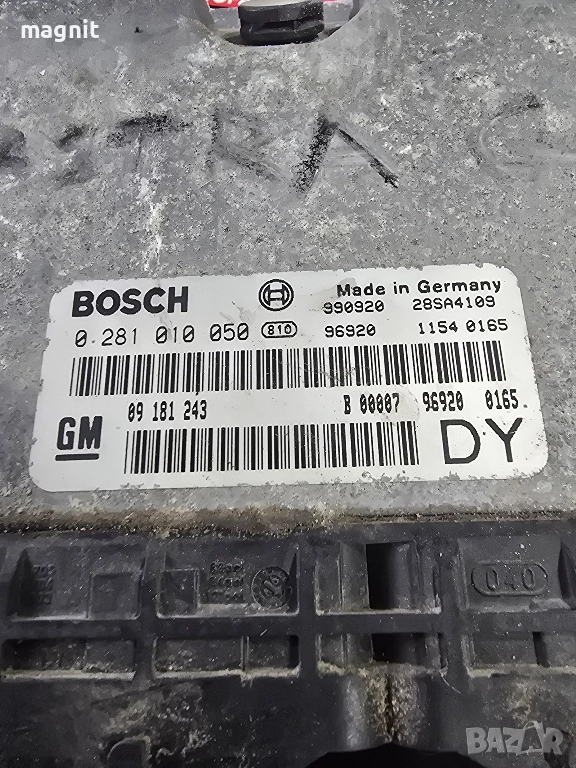 magnit
ASTRA G
BOSCH Made in Germany
990920 28SA4109
0 281 010 050 810 96920 1154 0165
GM 09 181 243 B 00007 96920 0165
DY
040
BAZAR